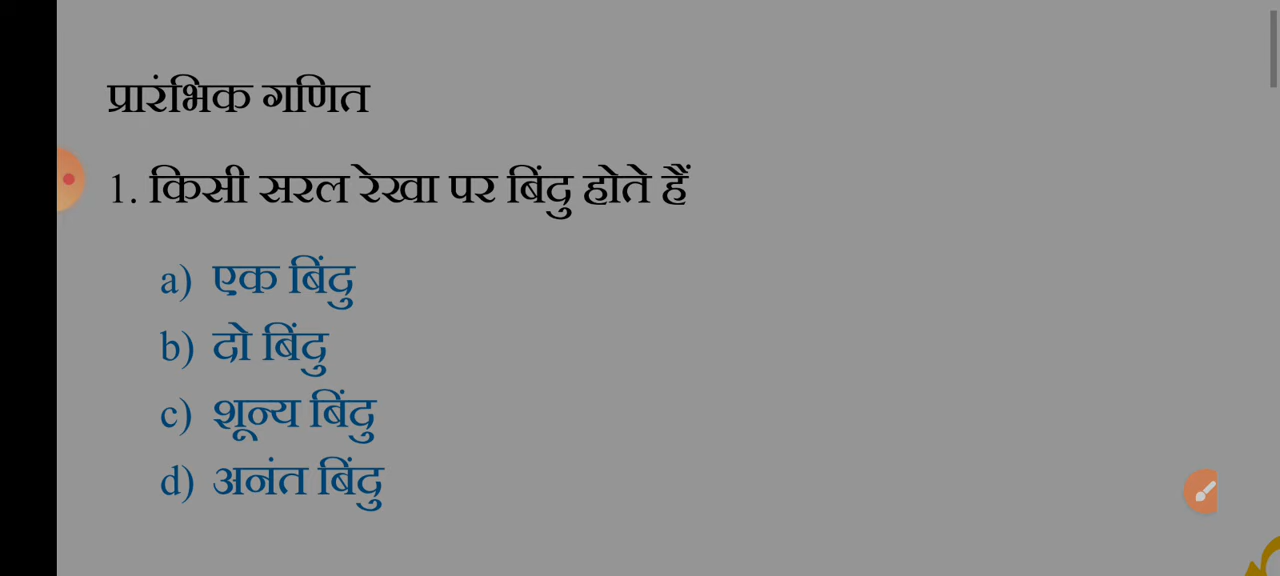 प्रारंभिक गणित
1. किसी सरल रेखा पर बिंदु होते हैं
a) एक बिंदु
b) दो बिंदु
c) शून्य बिंदु
d) अनंत बिंदु